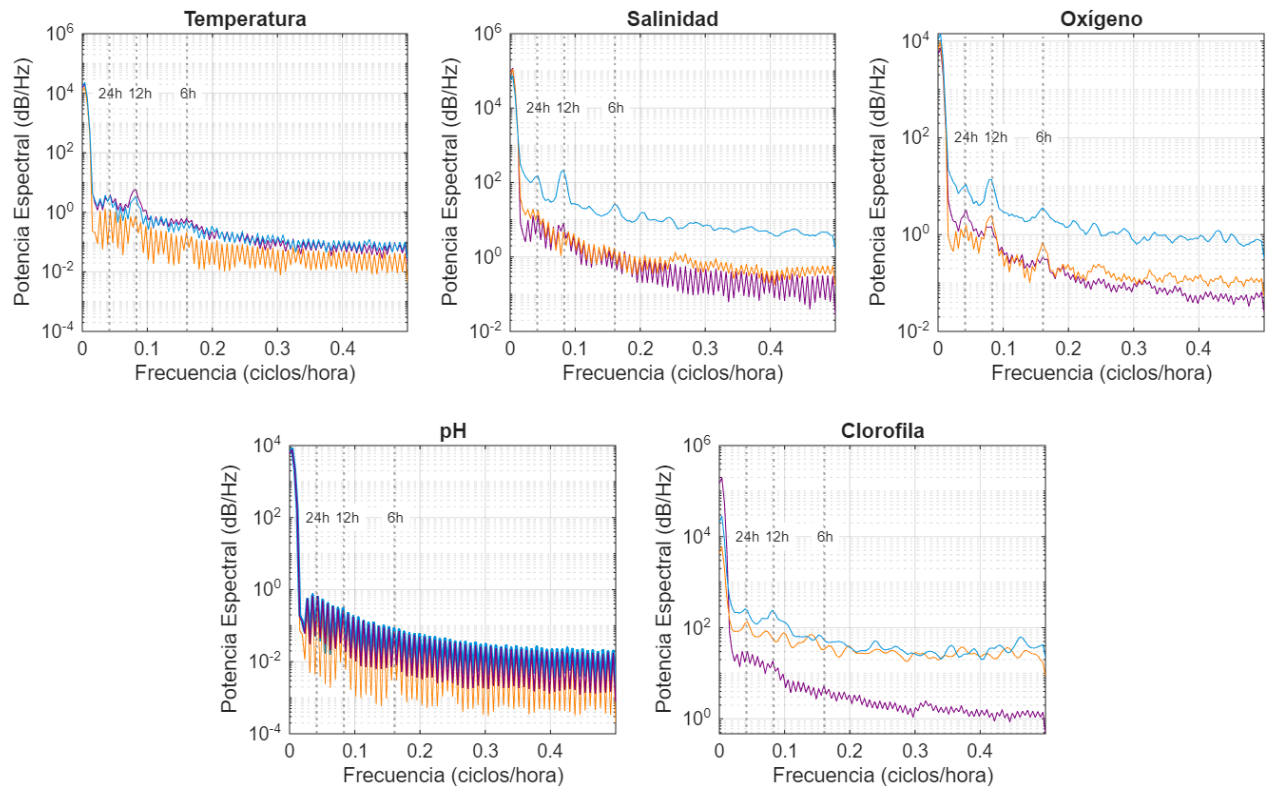 Temperatura
Salinidad
Oxígeno
Potencia Espectral (dB/Hz)
10^6
10^4
10^2
10^0
10^-2
10^-4
24h 12h 6h
0 0.1 0.2 0.3 0.4
Frecuencia (ciclos/hora)
Potencia Espectral (dB/Hz)
10^6
10^4
10^2
10^0
10^-2
24h 12h 6h
0 0.1 0.2 0.3 0.4
Frecuencia (ciclos/hora)
Potencia Espectral (dB/Hz)
10^4
10^2
10^0
10^-2
24h 12h 6h
0 0.1 0.2 0.3 0.4
Frecuencia (ciclos/hora)
pH
Clorofila
Potencia Espectral (dB/Hz)
10^4
10^2
10^0
10^-2
10^-4
24h 12h 6h
0 0.1 0.2 0.3 0.4
Frecuencia (ciclos/hora)
Potencia Espectral (dB/Hz)
10^6
10^4
10^2
10^0
24h 12h 6h
0 0.1 0.2 0.3 0.4
Frecuencia (ciclos/hora)